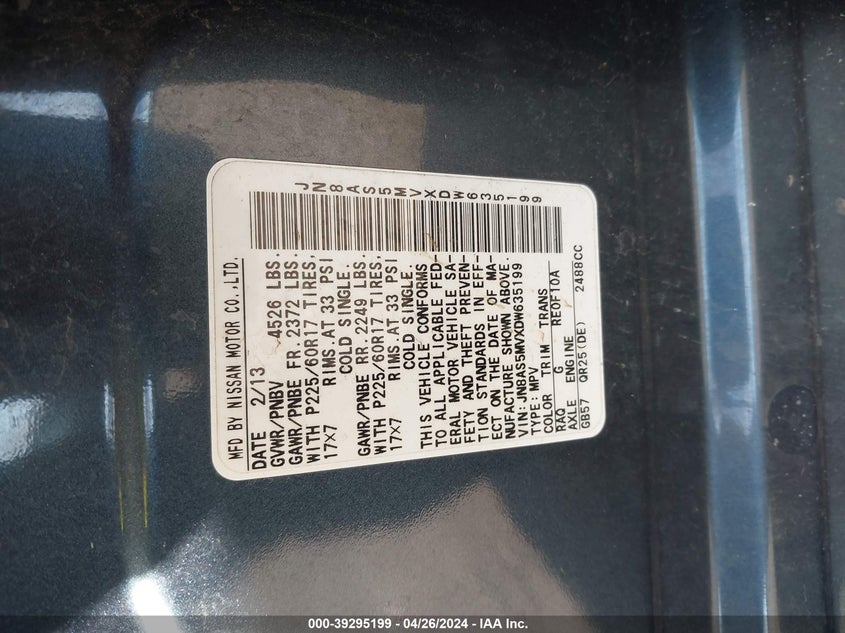 MFD BY NISSAN MOTOR CO.,LTD.
DATE 2/13
GVWR/PNBV 4526 LBS.
GAWR/PNBE FR.2372 LBS.
WITH P225/60R17 TIRES,
17X7 RIMS.AT 33 PSI
COLD SINGLE.
GAWR/PNBE RR.2249 LBS.
WITH P225/60R17 TIRES,
17X7 RIMS.AT 33 PSI
COLD SINGLE.
THIS VEHICLE CONFORMS
TO ALL APPLICABLE FED-
ERAL MOTOR VEHICLE SA-
FETY AND THEFT PREVEN-
TION STANDARDS IN EFF-
ECT ON THE DATE OF MA-
NUFACTURE SHOWN ABOVE.
VIN:JN8AS5MVXDW635199
TYPE: MPV
COLOR TRIM TRANS
RAQ G RE0F10A
AXLE ENGINE
GB57 QR25(DE) 2488CC
JN8AS5MVXDW635199
000-39295199 - 04/26/2024 - IAA Inc.